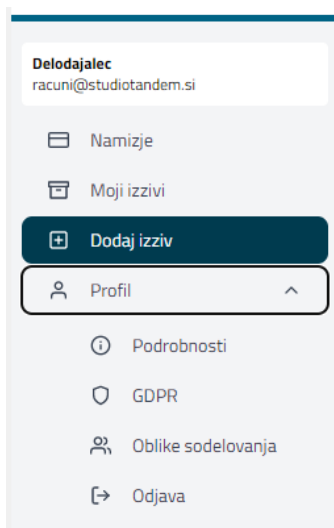 Delodajalec
racuni@studiotandem.si
Namizje
Moji izzivi
Dodaj izziv
Profil
Podrobnosti
GDPR
Oblike sodelovanja
Odjava